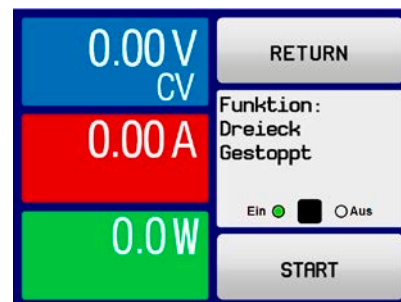 0.00 V
CV
RETURN
0.00 A
Funktion:
Dreieck
Gestoppt
Ein
Aus
0.0 W
START